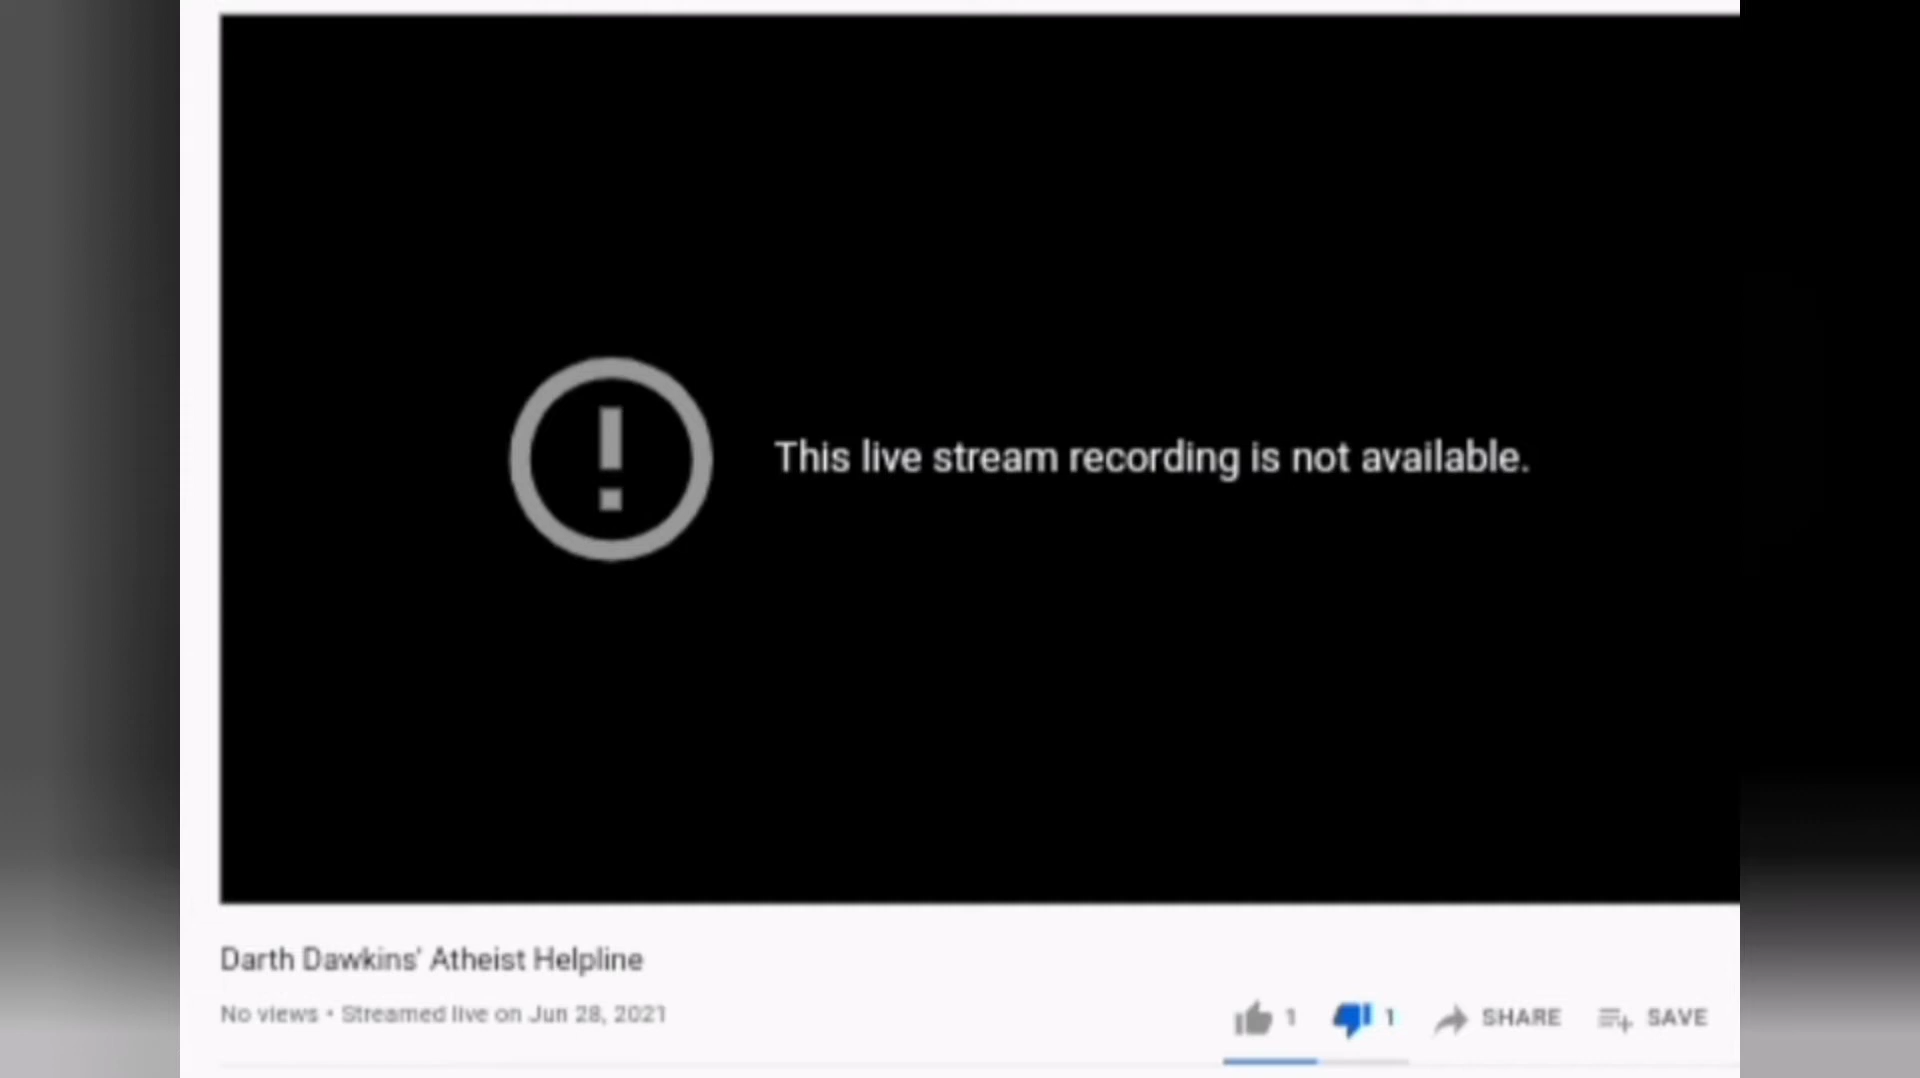 This live stream recording is not available.
Darth Dawkins' Atheist Helpline
No views • Streamed live on Jun 28, 2021
1 1 SHARE SAVE